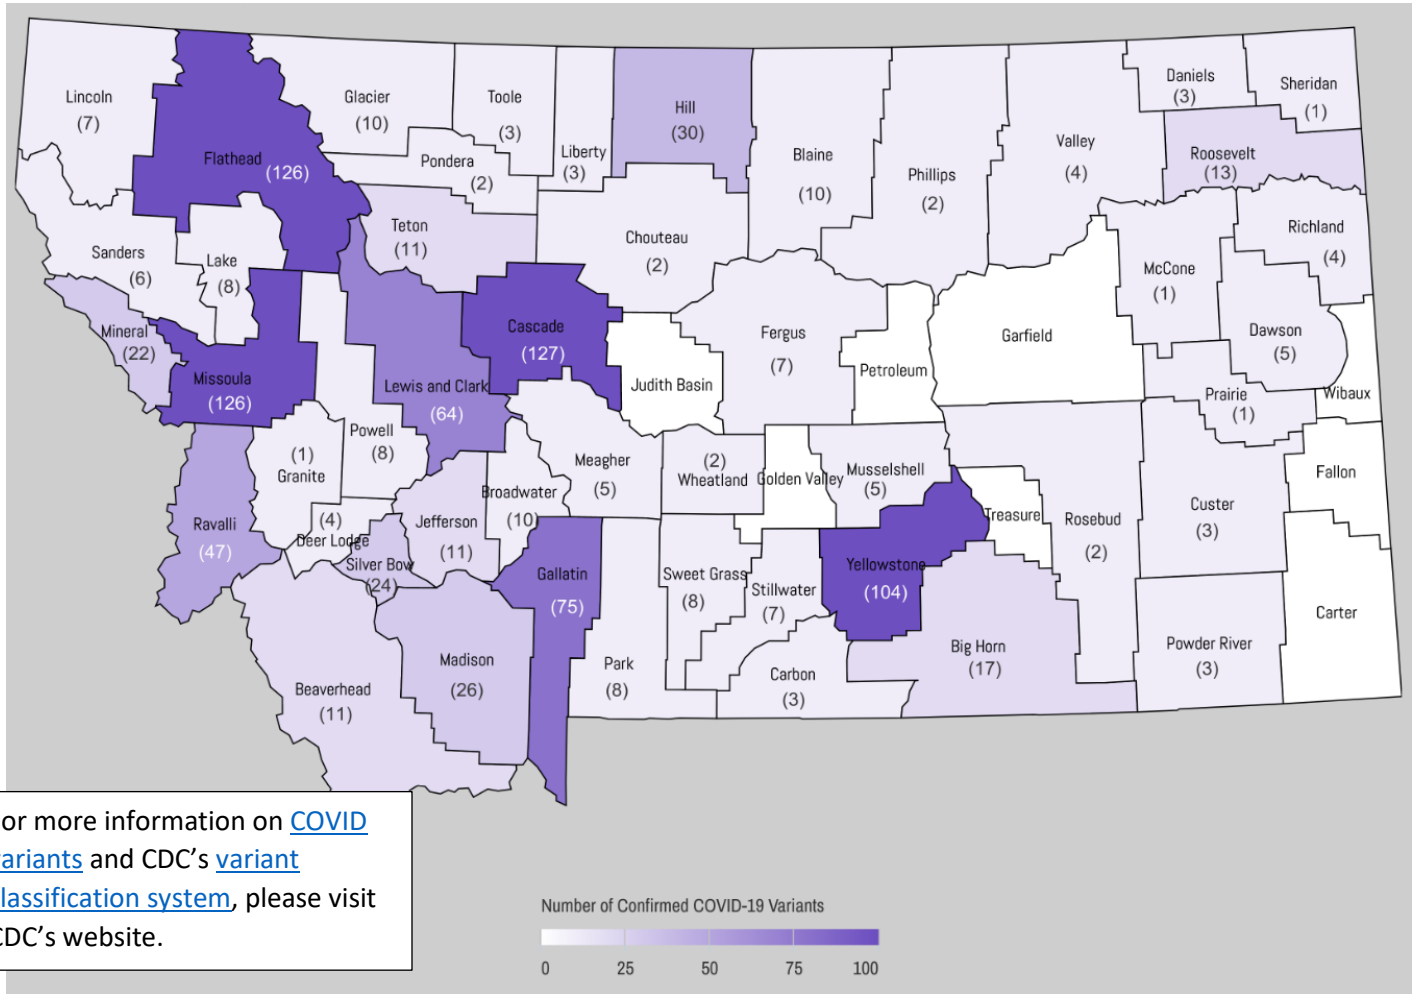 Lincoln
(7)
Flathead (126)
Glacier
(10)
Toole
(3)
Pondera
(2)
Liberty
(3)
Hill
(30)
Blaine
(10)
Phillips
(2)
Valley
(4)
Daniels
(3)
Sheridan
(1)
Roosevelt
(13)
Richland
(4)
Sanders
(6)
Lake
(8)
Teton
(11)
Chouteau
(2)
McCone
(1)
Dawson
(5)
Garfield
Mineral
(22)
Missoula
(126)
Cascade
(127)
Lewis and Clark
(64)
Judith Basin
Fergus
(7)
Petroleum
Prairie
(1)
Wibaux
Powell
(8)
(1)
Granite
Meagher
(5)
(2)
Wheatland
Golden Valley
Musselshell
(5)
Fallon
Broadwater
(10)
Treasure
Rosebud
(2)
Custer
(3)
Ravalli
(47)
(4)
Deer Lodge
Jefferson
(11)
Silver Bow
(24)
Gallatin
(75)
Sweet Grass
(8)
Stillwater
(7)
Yellowstone
(104)
Carter
Madison
(26)
Park
(8)
Carbon
(3)
Big Horn
(17)
Powder River
(3)
Beaverhead
(11)
or more information on COVID
variants and CDC's variant
classification system, please visit
CDC's website.
Number of Confirmed COVID-19 Variants
0 25 50 75 100